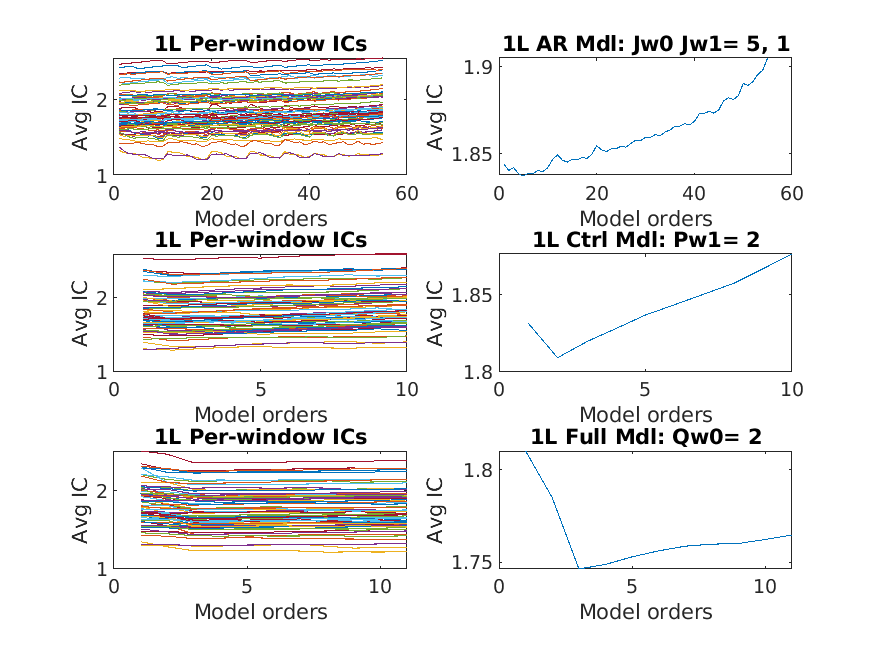 1L Per-window ICs
Avg IC
2
1
0
20
40
60
Model orders
1L AR Mdl: Jw0 Jw1= 5, 1
Avg IC
1.9
1.85
0
20
40
60
Model orders
1L Per-window ICs
Avg IC
2
1
0
5
10
Model orders
1L Ctrl Mdl: Pw1= 2
Avg IC
1.85
1.8
0
5
10
Model orders
1L Per-window ICs
Avg IC
2
1
0
5
10
Model orders
1L Full Mdl: Qw0= 2
Avg IC
1.8
1.75
0
5
10
Model orders